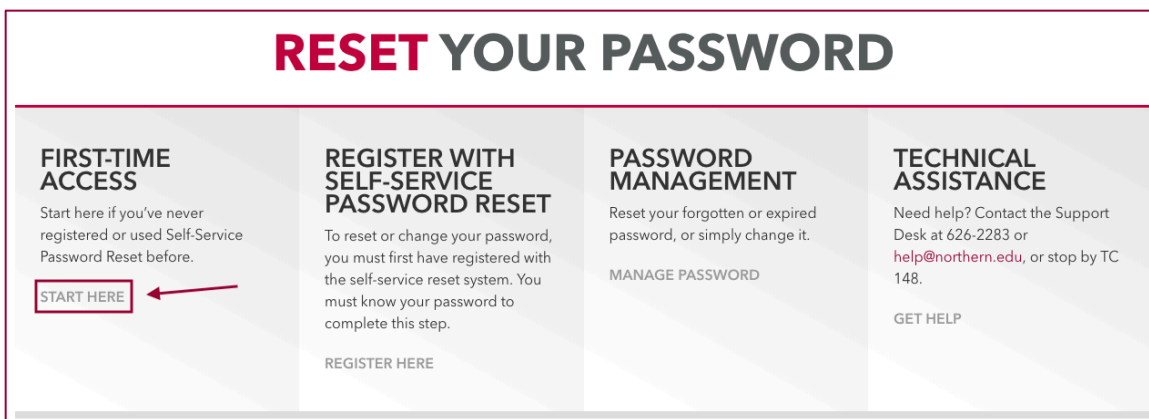 RESET YOUR PASSWORD
FIRST-TIME
ACCESS
Start here if you've never
registered or used Self-Service
Password Reset before.
START HERE
REGISTER WITH
SELF-SERVICE
PASSWORD RESET
To reset or change your password,
you must first have registered with
the self-service reset system. You
must know your password to
complete this step.
REGISTER HERE
PASSWORD
MANAGEMENT
Reset your forgotten or expired
password, or simply change it.
MANAGE PASSWORD
TECHNICAL
ASSISTANCE
Need help? Contact the Support
Desk at 626-2283 or
help@northern.edu, or stop by TC
148.
GET HELP